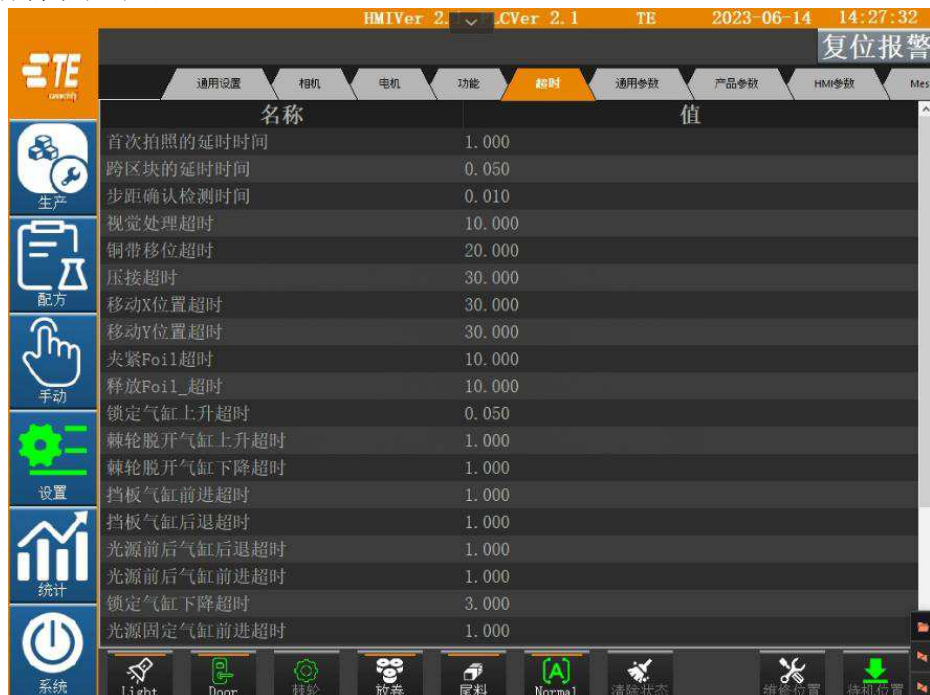 HMIVer 2. CVer 2.1 TE 2023-06-14 14:27:32
复位报警
TE
通用设置 相机 电机 功能 超时 通用参数 产品参数 HMI参数 Mes
名称 值
首次拍照的延时时间 1.000
跨区块的延时时间 0.050
步距确认检测时间 0.010
视觉处理超时 10.000
铜带移位超时 20.000
压接超时 30.000
移动X位置超时 30.000
移动Y位置超时 30.000
夹紧Foil超时 10.000
释放Foil_超时 10.000
锁定气缸上升超时 0.050
棘轮脱开气缸上升超时 1.000
棘轮脱开气缸下降超时 1.000
挡板气缸前进超时 1.000
挡板气缸后退超时 1.000
光源前后气缸后退超时 1.000
光源前后气缸前进超时 1.000
锁定气缸下降超时 3.000
光源固定气缸前进超时 1.000
生产
配方
手动
设置
统计
系统
Light Door 棘轮 放卷 尾料 Normal 清除状态 维修位置 待机位置